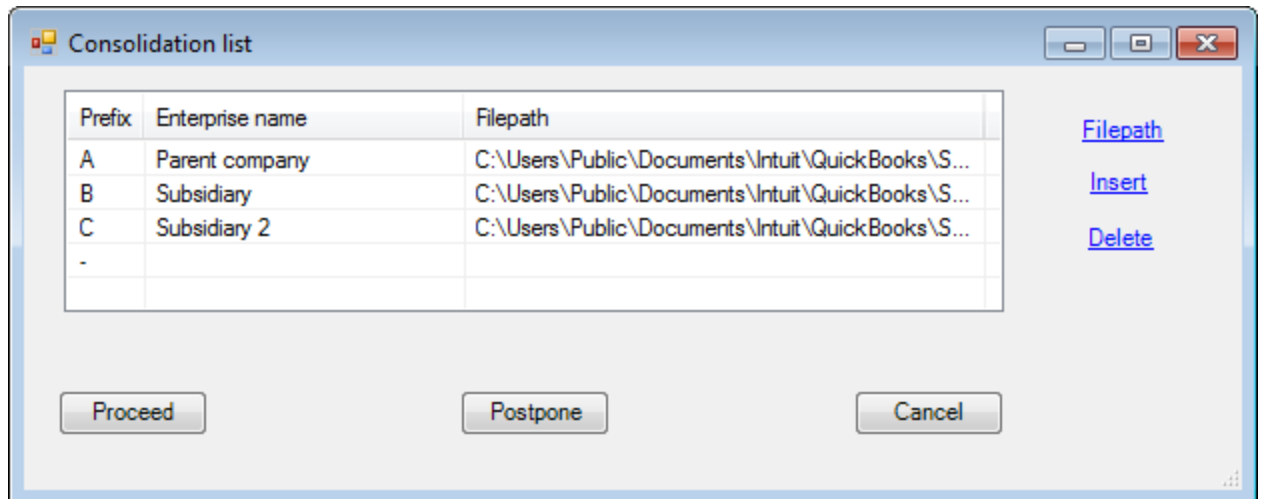 Consolidation list
Prefix Enterprise name Filepath
A Parent company C:\Users\Public\Documents\Intuit\QuickBooks\S...
B Subsidiary C:\Users\Public\Documents\Intuit\QuickBooks\S...
C Subsidiary 2 C:\Users\Public\Documents\Intuit\QuickBooks\S...
-
Filepath
Insert
Delete
Proceed Postpone Cancel